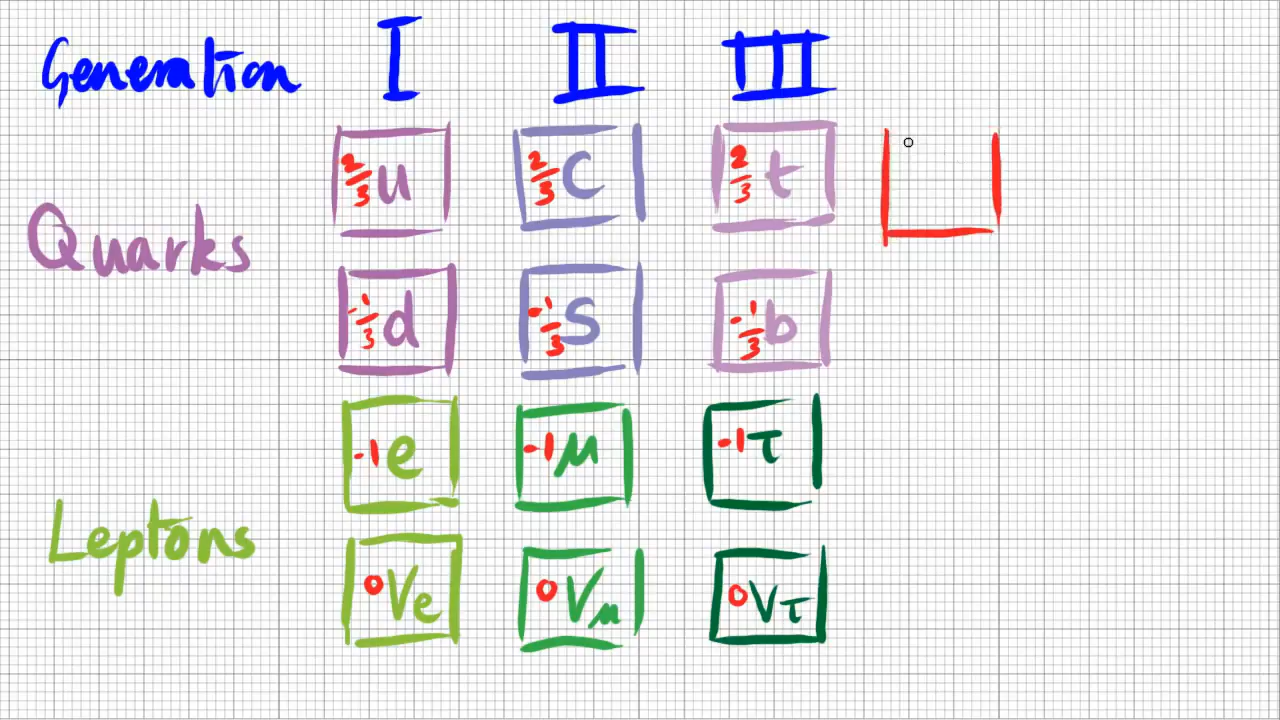 Generation I II III
2/3 u 2/3 c 2/3 t
Quarks
-1/3 d -1/3 s -1/3 b
-1 e -1 μ -1 τ
Leptons
0 νe 0 νμ 0 ντ